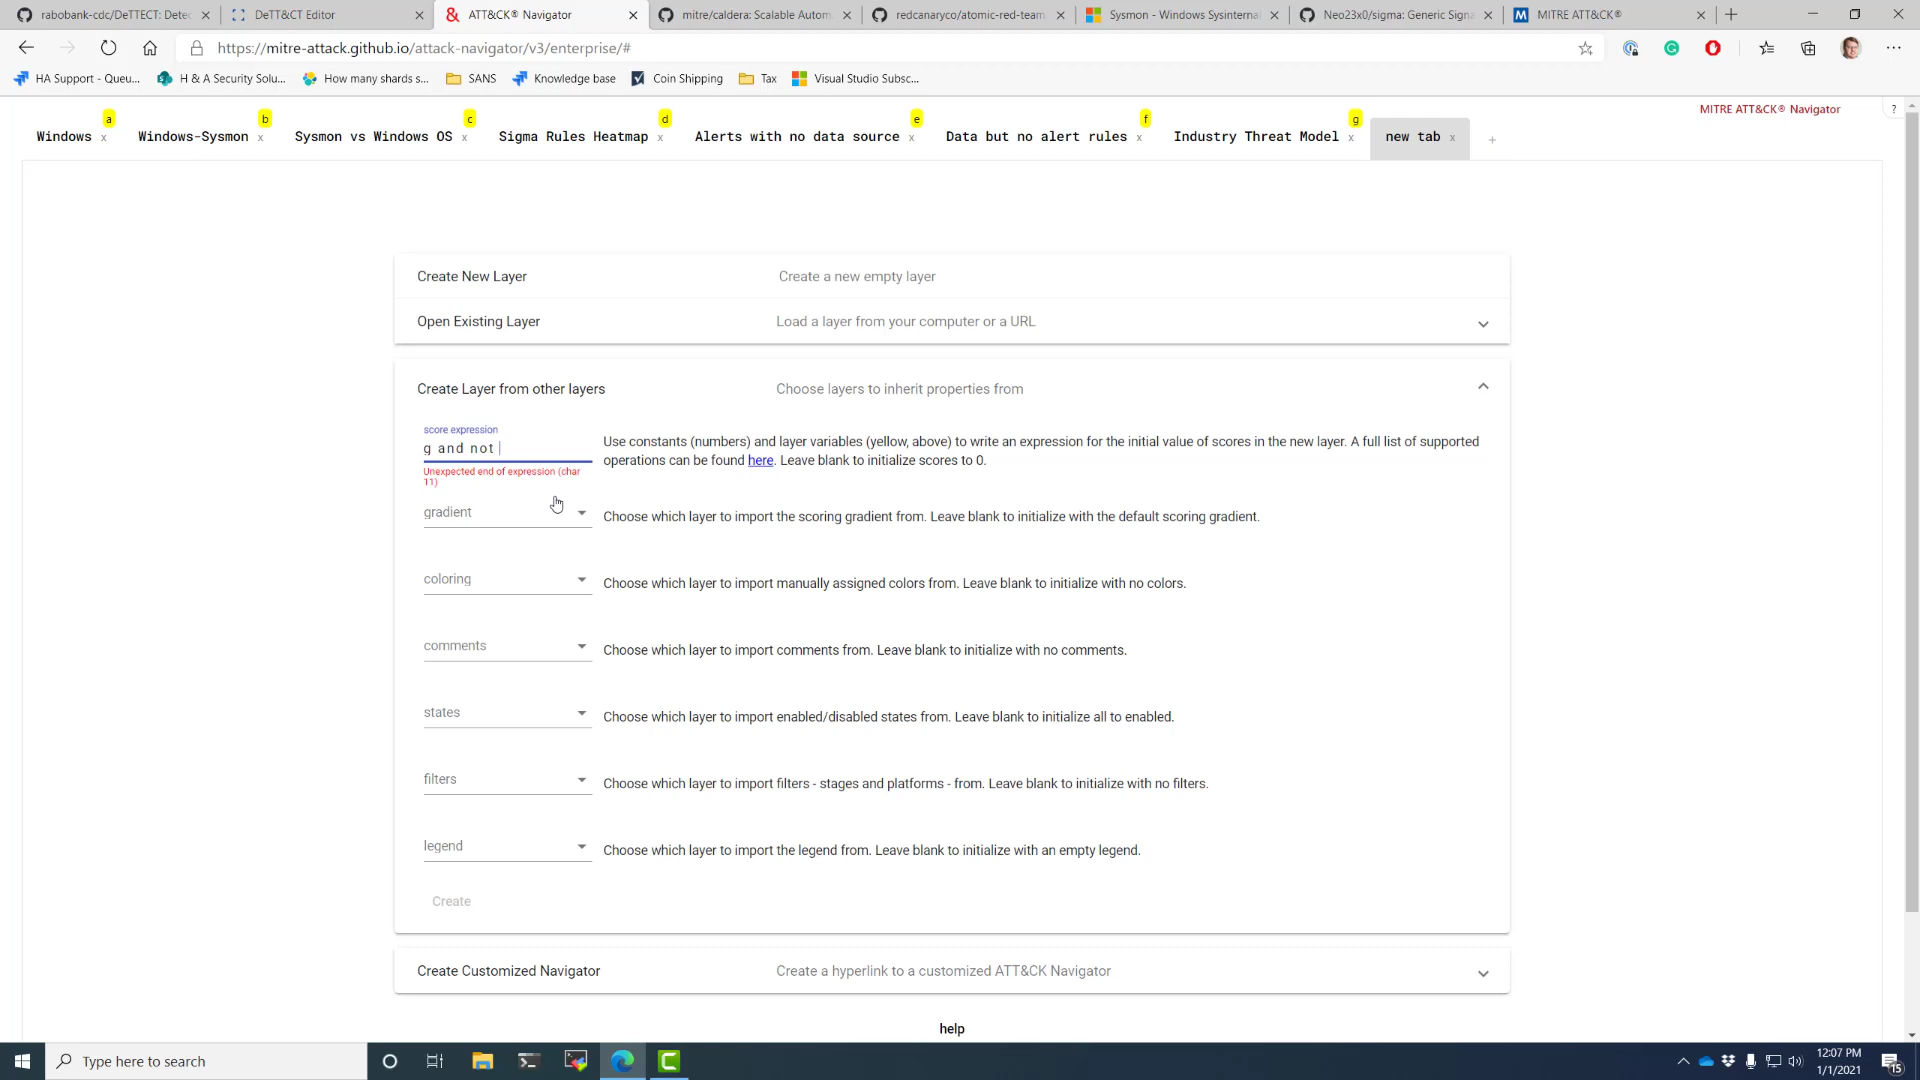 rabobank-cdc/DeTTECT: Detec
DeTT&CT Editor
ATT&CK® Navigator
mitre/caldera: Scalable Autom
redcanaryco/atomic-red-team
Sysmon - Windows Sysinternal
Neo23x0/sigma: Generic Signa
MITRE ATT&CK®
https://mitre-attack.github.io/attack-navigator/v3/enterprise/#
HA Support - Queu...
H & A Security Solu...
How many shards s...
SANS
Knowledge base
Coin Shipping
Tax
Visual Studio Subsc...
MITRE ATT&CK® Navigator
?
a
b
c
d
e
f
g
Windows x
Windows-Sysmon x
Sysmon vs Windows OS x
Sigma Rules Heatmap x
Alerts with no data source x
Data but no alert rules x
Industry Threat Model x
new tab x
+
Create New Layer
Create a new empty layer
Open Existing Layer
Load a layer from your computer or a URL
Create Layer from other layers
Choose layers to inherit properties from
score expression
g and not
Unexpected end of expression (char
11)
Use constants (numbers) and layer variables (yellow, above) to write an expression for the initial value of scores in the new layer. A full list of supported
operations can be found here. Leave blank to initialize scores to 0.
gradient
Choose which layer to import the scoring gradient from. Leave blank to initialize with the default scoring gradient.
coloring
Choose which layer to import manually assigned colors from. Leave blank to initialize with no colors.
comments
Choose which layer to import comments from. Leave blank to initialize with no comments.
states
Choose which layer to import enabled/disabled states from. Leave blank to initialize all to enabled.
filters
Choose which layer to import filters - stages and platforms - from. Leave blank to initialize with no filters.
legend
Choose which layer to import the legend from. Leave blank to initialize with an empty legend.
Create
Create Customized Navigator
Create a hyperlink to a customized ATT&CK Navigator
help
Type here to search
12:07 PM
1/1/2021
15